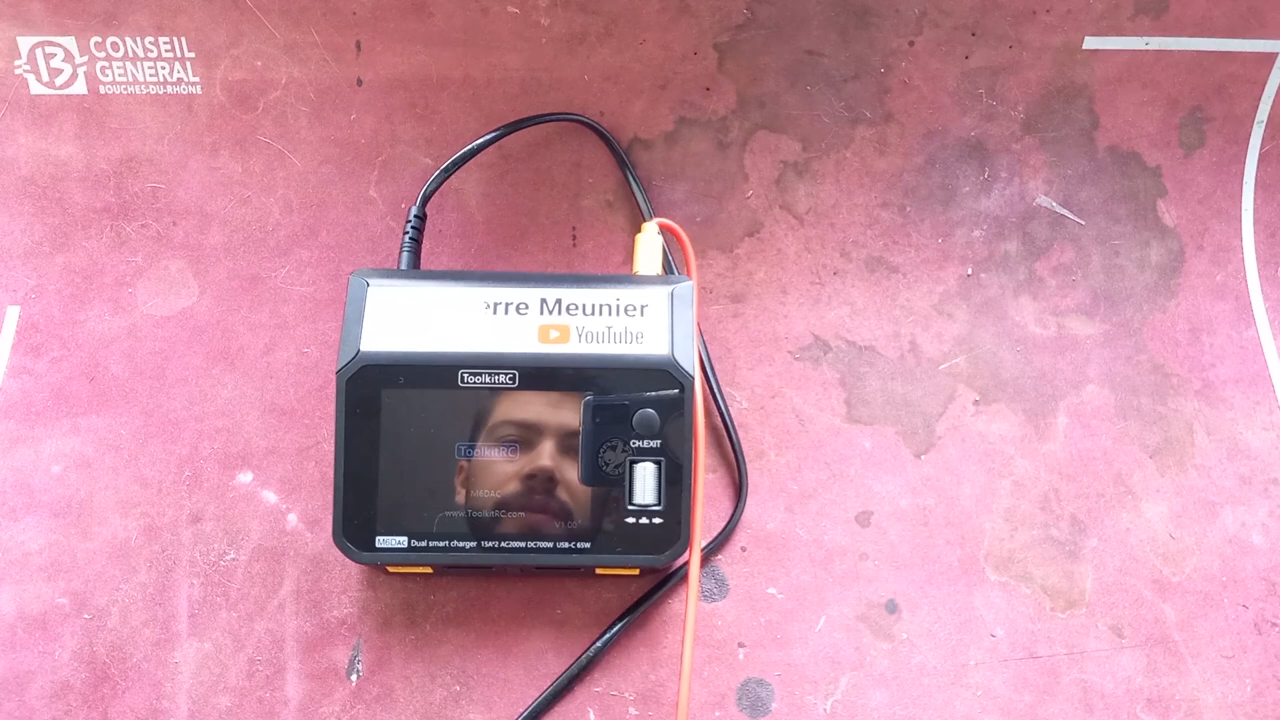 13 CONSEIL
GENERAL
BOUCHES-DU-RHÔNE
rre Meunier
YouTube
ToolkitRC
ToolkitRC
CH.EXIT
M6DAC
www.ToolkitRC.com
V1.00
M6DAC Dual smart charger 15A*2 AC200W DC700W USB-C 65W